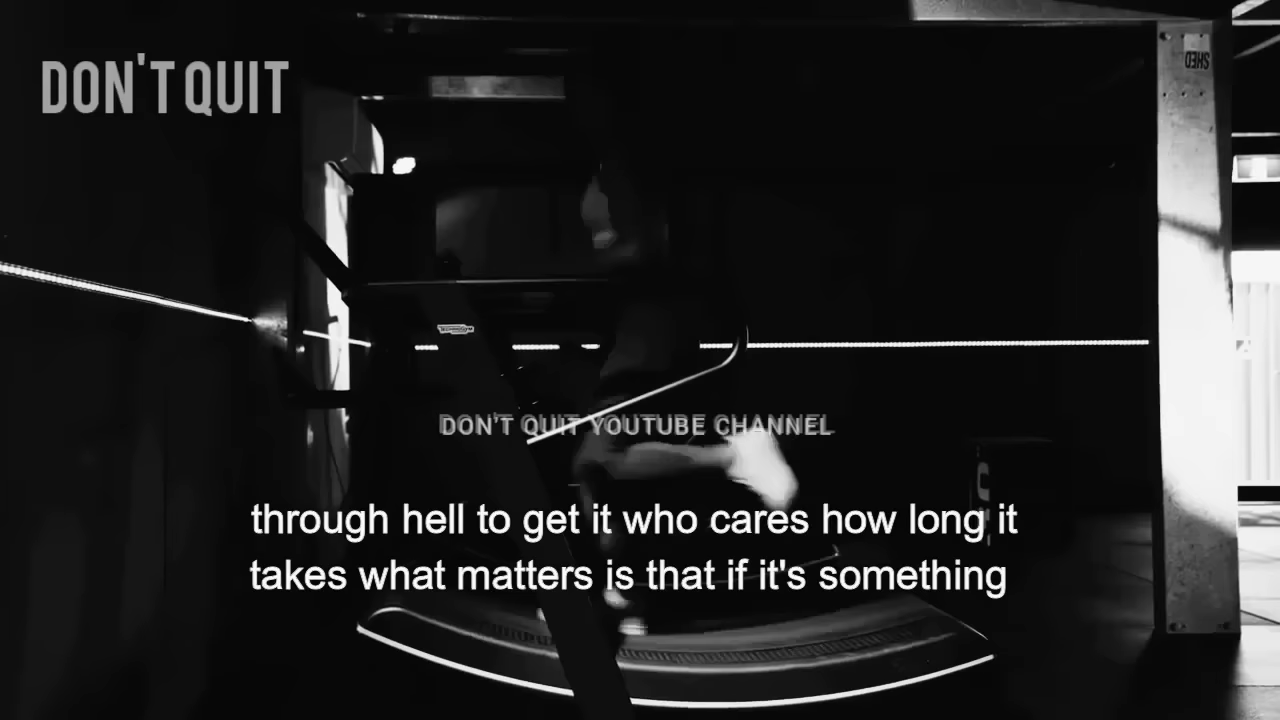 DON'T QUIT
SHED
DON'T QUIT YOUTUBE CHANNEL
through hell to get it who cares how long it
takes what matters is that if it's something